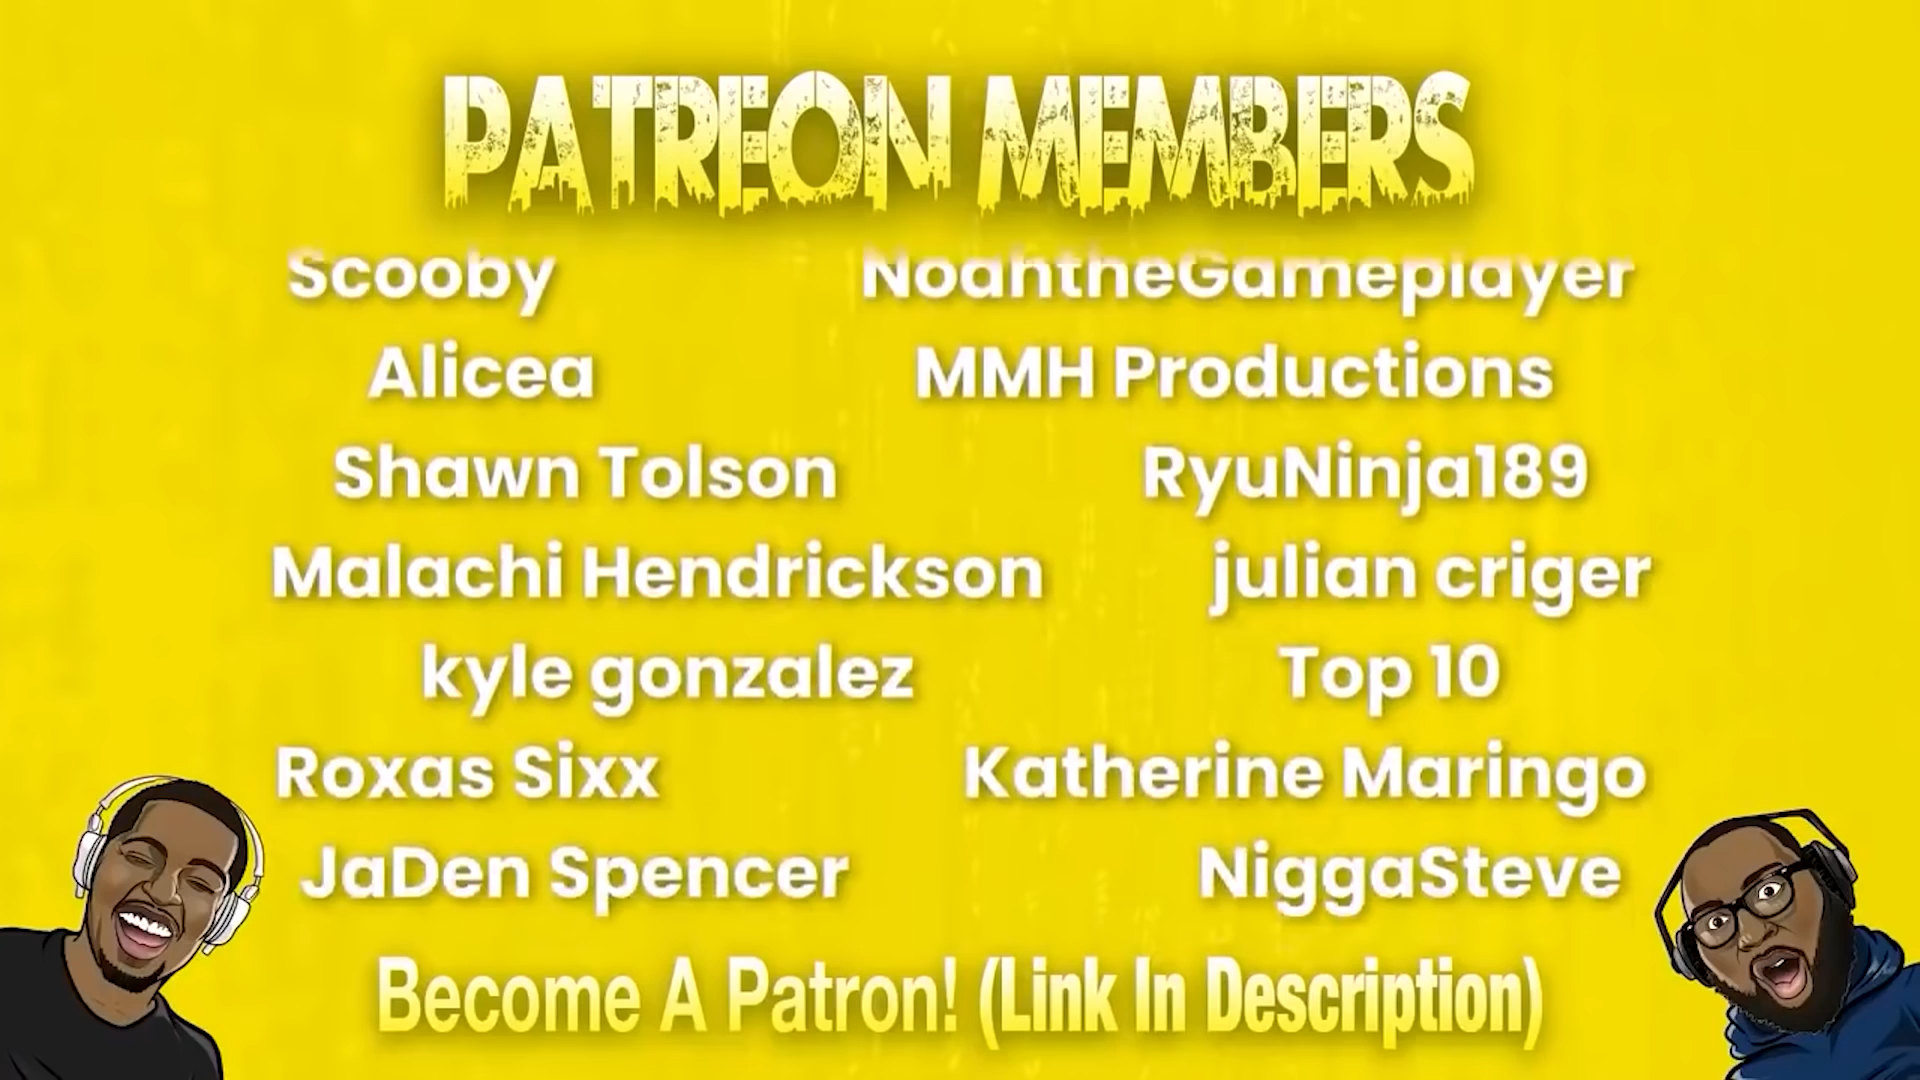 PATREON MEMBERS
Scooby NoahtheGameplayer
Alicea MMH Productions
Shawn Tolson RyuNinja189
Malachi Hendrickson julian criger
kyle gonzalez Top 10
Roxas Sixx Katherine Maringo
JaDen Spencer NiggaSteve
Become A Patron! (Link In Description)